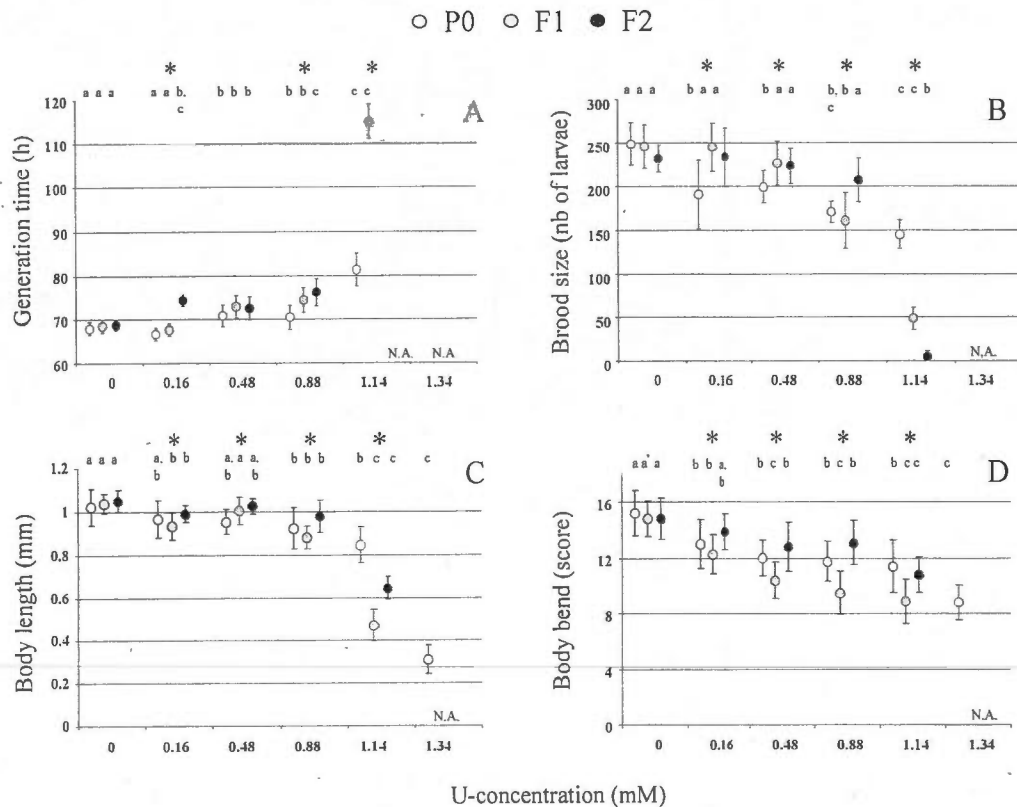 P0 F1 F2
* * *
a a a a a b, b b b b b c c c
c
A
120
110
100
90
80
70
60
Generation time (h)
N.A. N.A
0 0.16 0.48 0.88 1.14 1.34
* * * *
a a a b a a b a a b, b a c c b
c
B
300
250
200
150
100
50
0
Brood size (nb of larvae)
N.A.
0 0.16 0.48 0.88 1.14 1.34
* * * *
a a a a, b b a, a a, b b b b c c c
b b b
C
1.2
1
0.8
0.6
0.4
0.2
0
Body length (mm)
N.A.
0 0.16 0.48 0.88 1.14 1.34
* * * *
a a a b b a, b c b b c b b c c c
b
D
16
12
8
4
0
Body bend (score)
N.A.
0 0.16 0.48 0.88 1.14 1.34
U-concentration (mM)